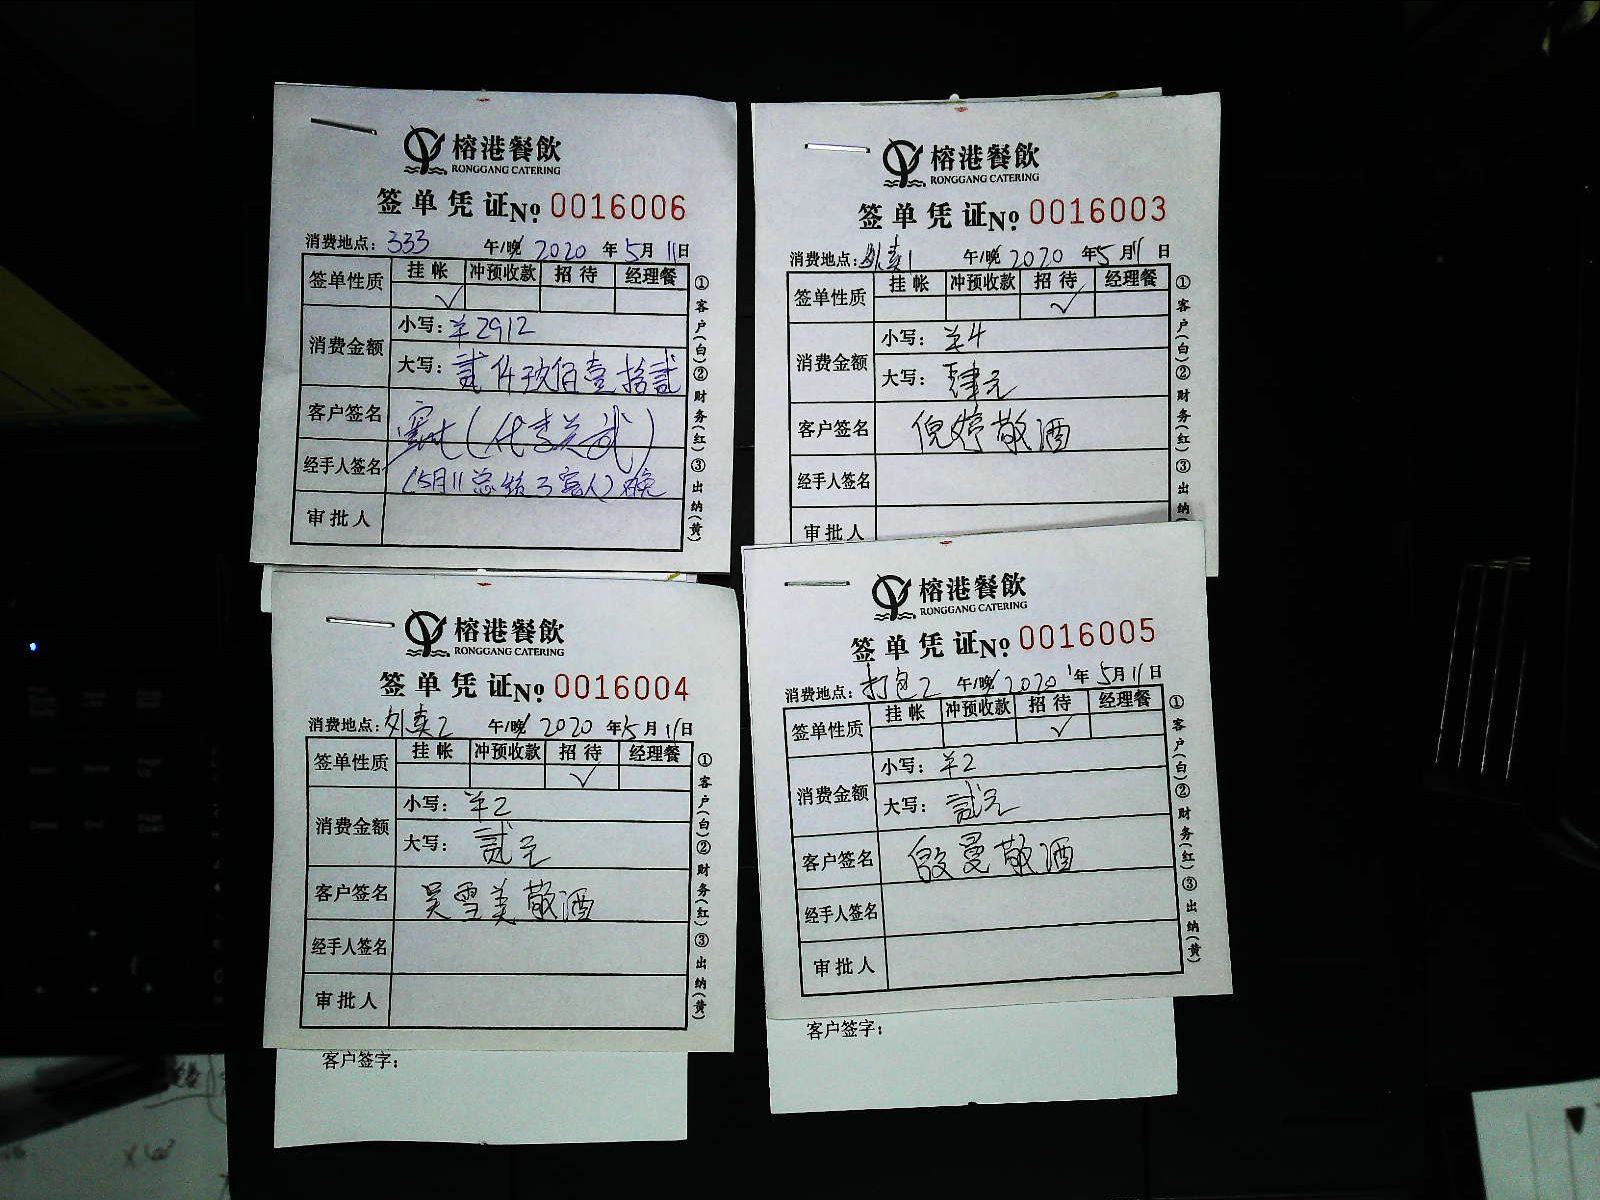 榕港餐飲
RONGGANG CATERING
签单凭证№ 0016006
消费地点: 333 午/晚 2020 年 5 月 11 日
签单性质 挂帐 冲预收款 招待 经理餐
✓
消费金额 小写: ¥2912
大写: 贰仟玖佰壹拾贰
客户签名 (代李关武)
经手人签名 (5月11总结3客人) 晚
审批人
①客户(白)②财务(红)③出纳(黄)
榕港餐飲
RONGGANG CATERING
签单凭证№ 0016003
消费地点: 外卖1 午/晚 2020 年 5 月 11 日
签单性质 挂帐 冲预收款 招待 经理餐
✓
消费金额 小写: ¥4
大写: 肆元
客户签名 倪婷敬酒
经手人签名
审批人
①客户(白)②财务(红)③出纳(
榕港餐飲
RONGGANG CATERING
签单凭证№ 0016004
消费地点: 外卖2 午/晚 2020 年 5 月 11 日
签单性质 挂帐 冲预收款 招待 经理餐
✓
消费金额 小写: ¥2
大写: 贰元
客户签名 吴雪美敬酒
经手人签名
审批人
①客户(白)②财务(红)③出纳(黄)
客户签字:
榕港餐飲
RONGGANG CATERING
签单凭证№ 0016005
消费地点: 打包2 午/晚 2020 年 5 月 11 日
签单性质 挂帐 冲预收款 招待 经理餐
✓
消费金额 小写: ¥2
大写: 贰元
客户签名 殷曼敬酒
经手人签名
审批人
①客户(白)②财务(红)③出纳(黄)
客户签字: